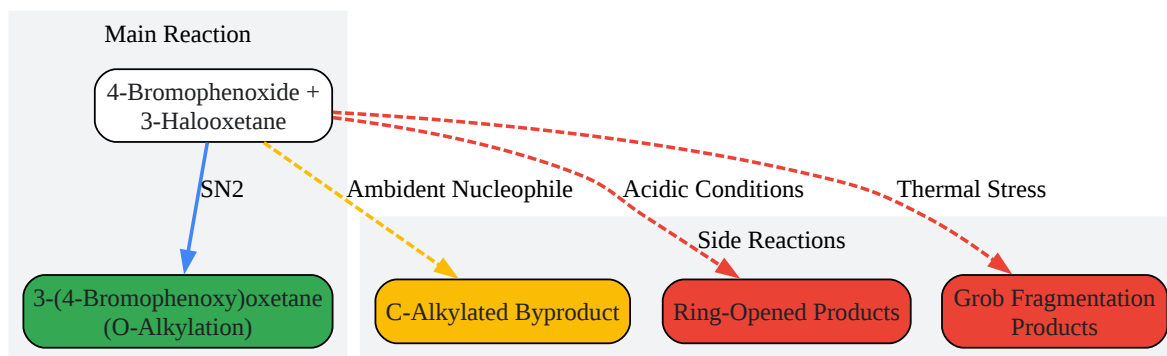 Main Reaction
4-Bromophenoxide +
3-Halooxetane
SN2
Ambident Nucleophile
Acidic Conditions
Thermal Stress
Side Reactions
3-(4-Bromophenoxy)oxetane
(O-Alkylation)
C-Alkylated Byproduct
Ring-Opened Products
Grob Fragmentation
Products